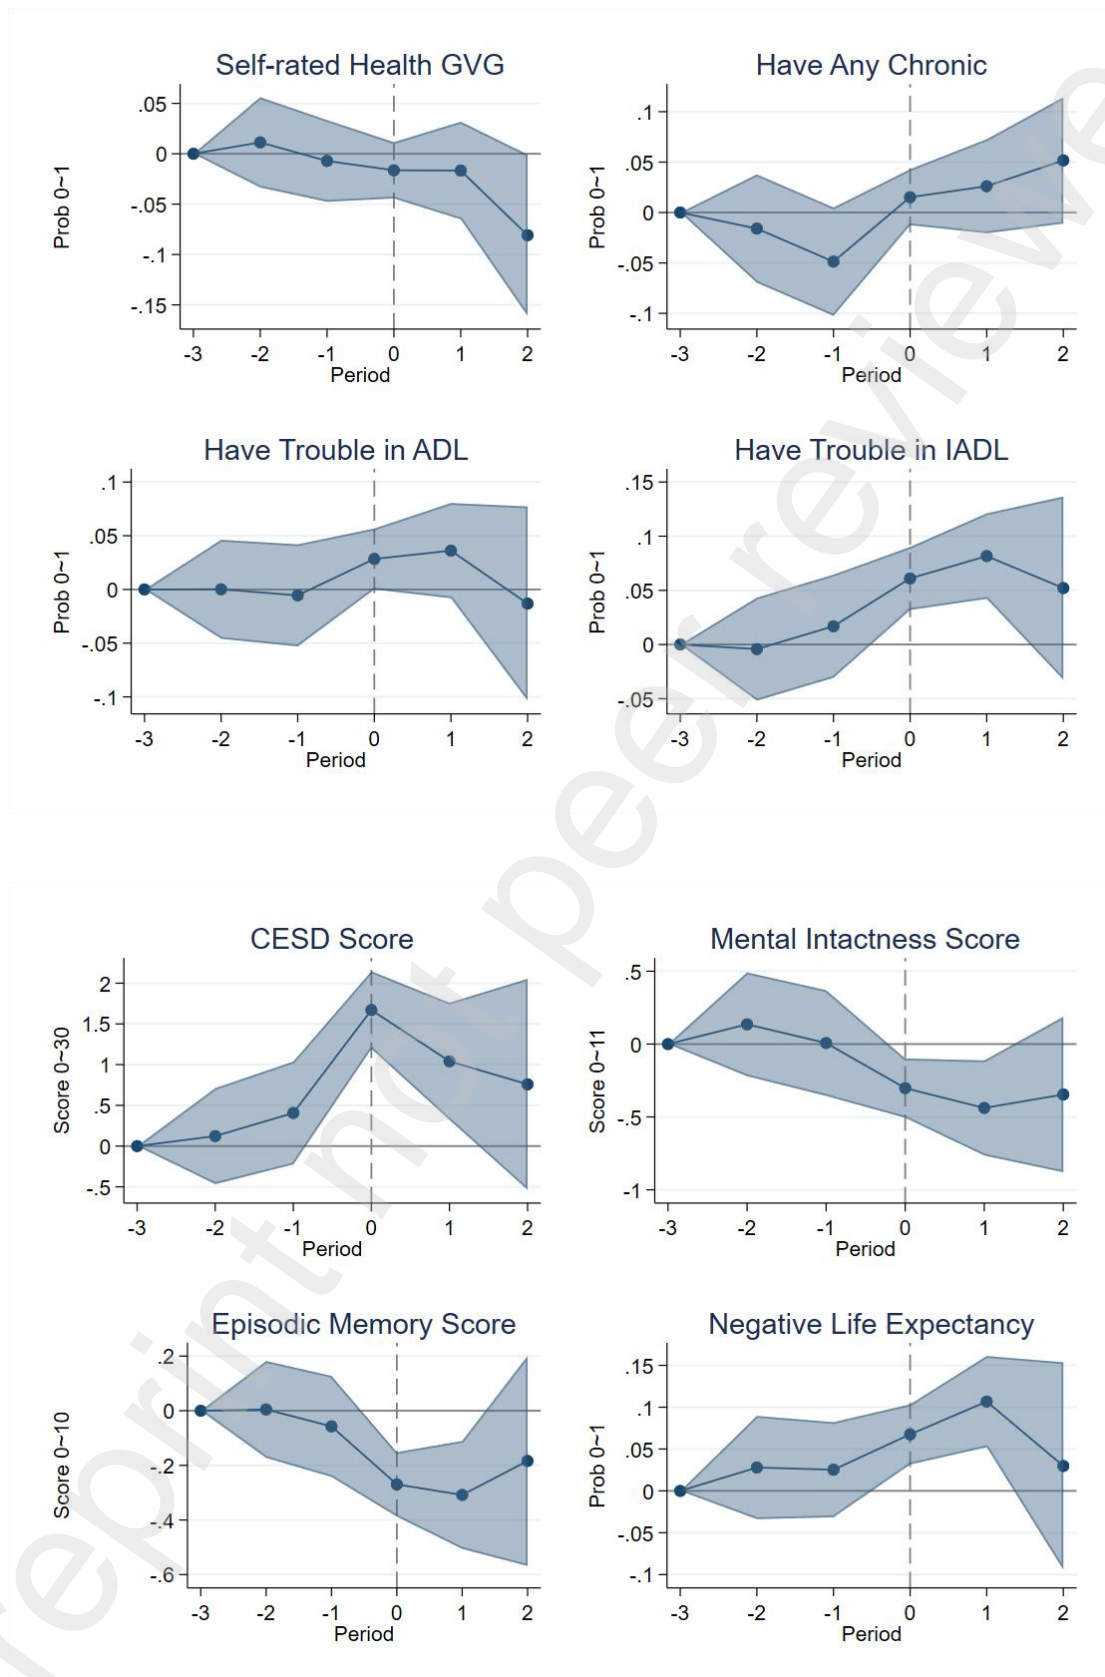 Self-rated Health GVG
Prob 0~1
.05
0
-.05
-.1
-.15
-3 -2 -1 0 1 2
Period
Have Any Chronic
Prob 0~1
.1
.05
0
-.05
-.1
-3 -2 -1 0 1 2
Period
Have Trouble in ADL
Prob 0~1
.1
.05
0
-.05
-.1
-3 -2 -1 0 1 2
Period
Have Trouble in IADL
Prob 0~1
.15
.1
.05
0
-.05
-3 -2 -1 0 1 2
Period
CESD Score
Score 0~30
2
1.5
1
.5
0
-.5
-3 -2 -1 0 1 2
Period
Mental Intactness Score
Score 0~11
.5
0
-.5
-1
-3 -2 -1 0 1 2
Period
Episodic Memory Score
Score 0~10
.2
0
-.2
-.4
-.6
-3 -2 -1 0 1 2
Period
Negative Life Expectancy
Prob 0~1
.15
.1
.05
0
-.05
-.1
-3 -2 -1 0 1 2
Period
reprint not peer reviewe